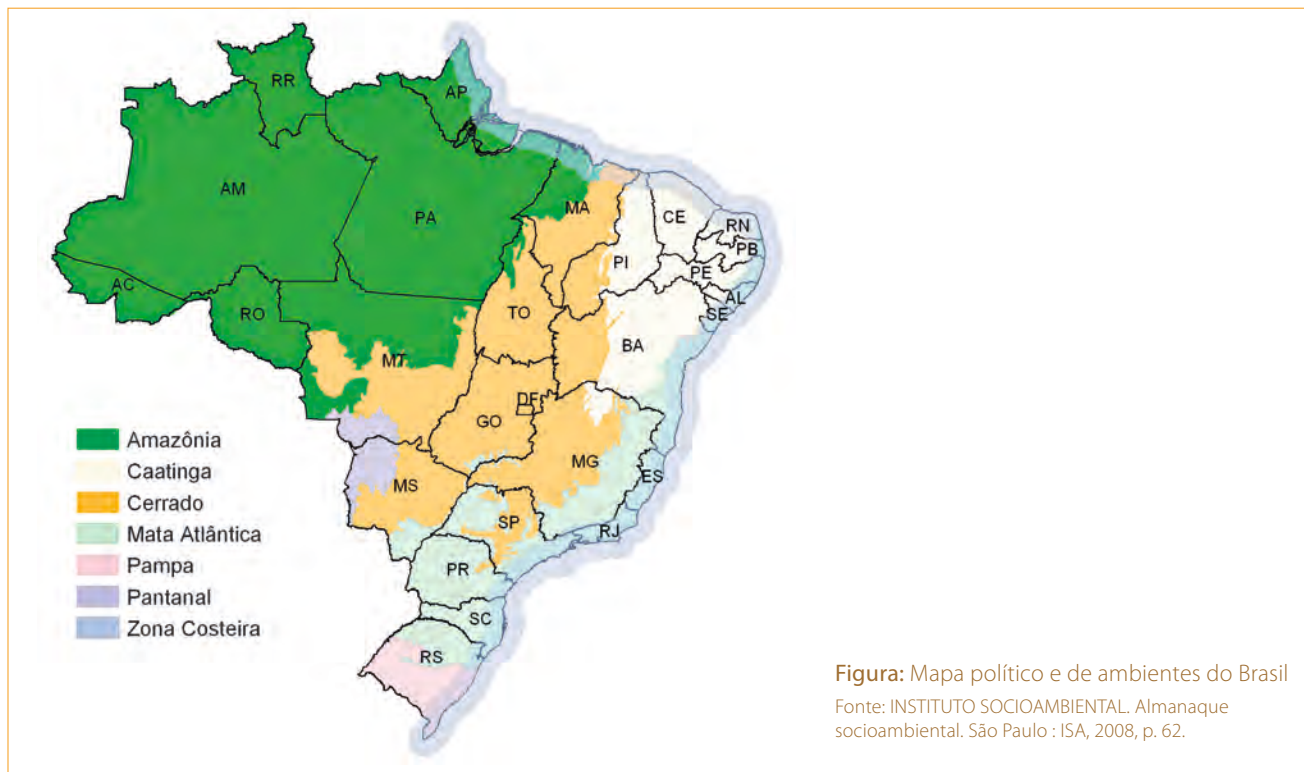 RR
AP
AM
PA
MA
CE
RN
PB
PI
PE
AC
AL
SE
RO
TO
BA
MT
DF
GO
MG
ES
MS
SP
RJ
PR
SC
RS
Amazônia
Caatinga
Cerrado
Mata Atlântica
Pampa
Pantanal
Zona Costeira
Figura: Mapa político e de ambientes do Brasil
Fonte: INSTITUTO SOCIOAMBIENTAL. Almanaque
socioambiental. São Paulo : ISA, 2008, p. 62.